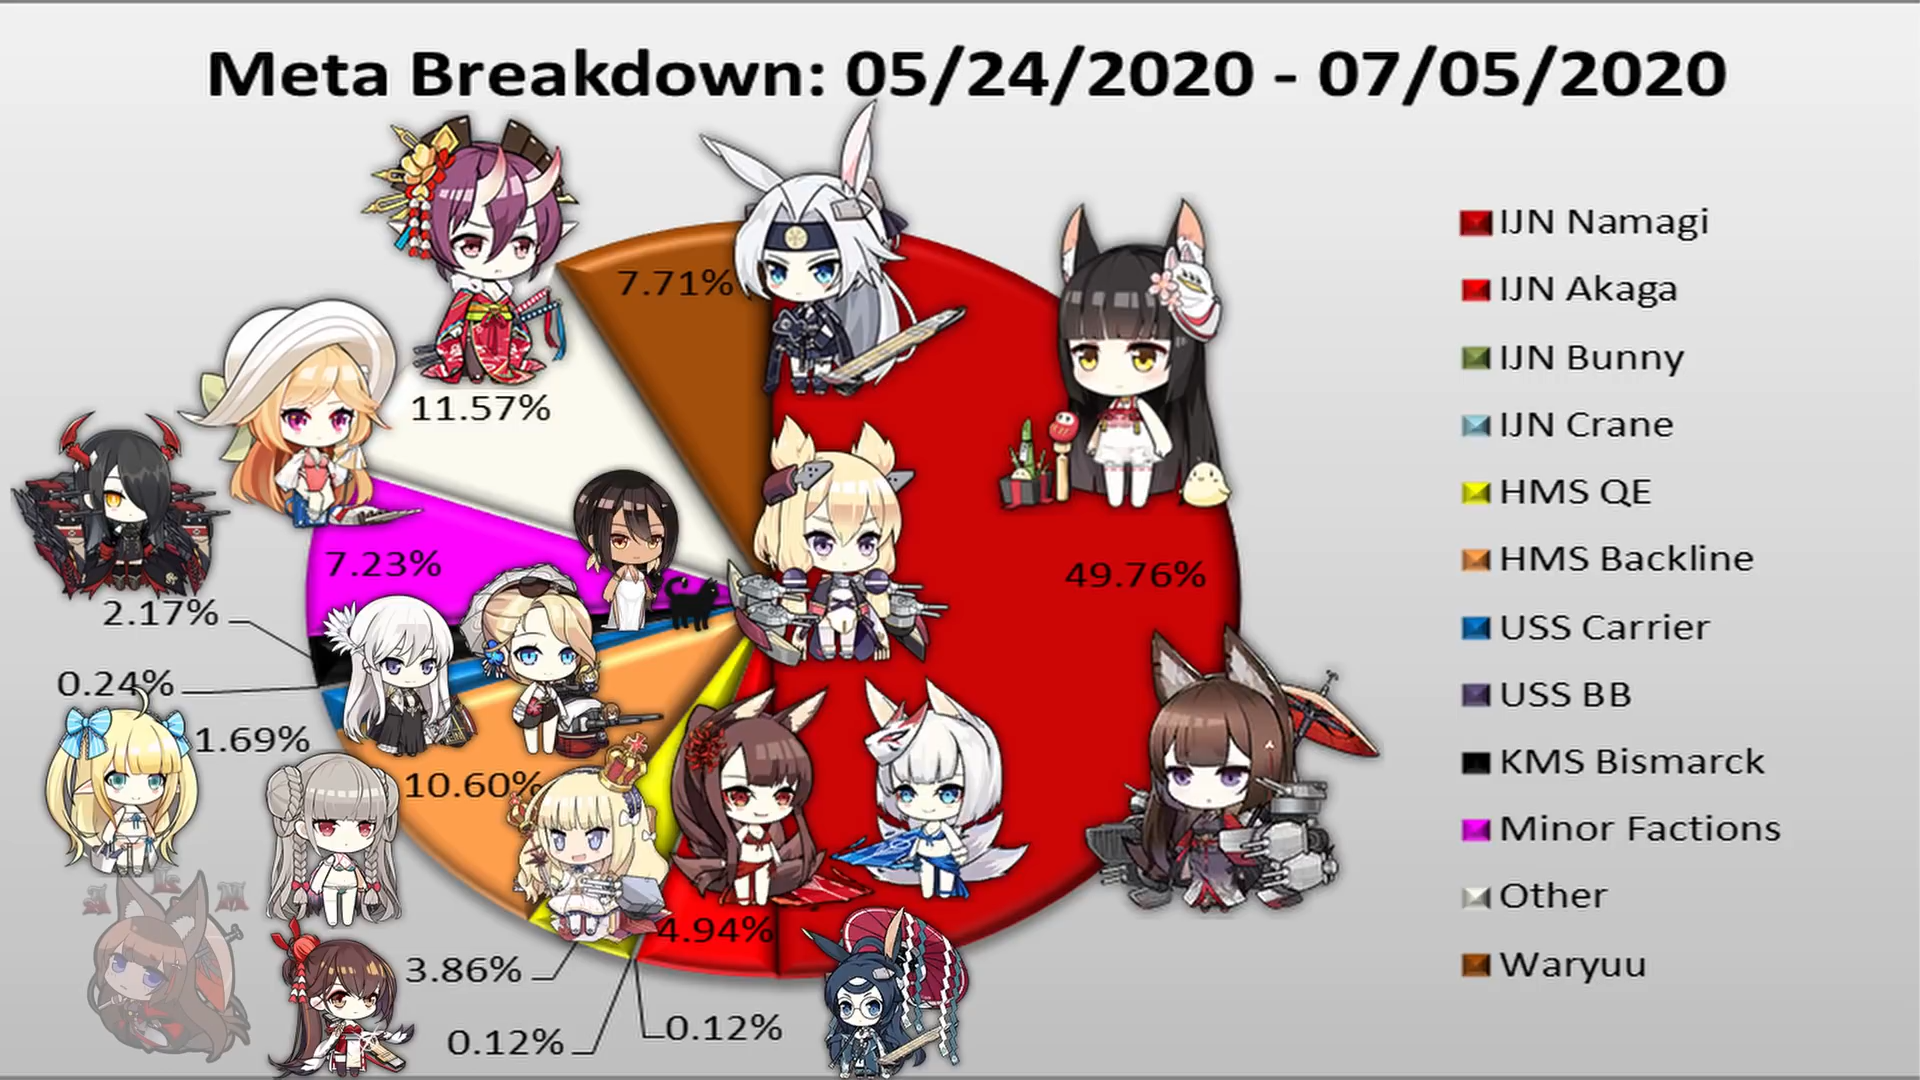 Meta Breakdown: 05/24/2020 - 07/05/2020
7.71%
11.57%
49.76%
7.23%
2.17%
0.24%
1.69%
10.60%
4.94%
3.86%
0.12%
0.12%
IJN Namagi
IJN Akaga
IJN Bunny
IJN Crane
HMS QE
HMS Backline
USS Carrier
USS BB
KMS Bismarck
Minor Factions
Other
Waryuu